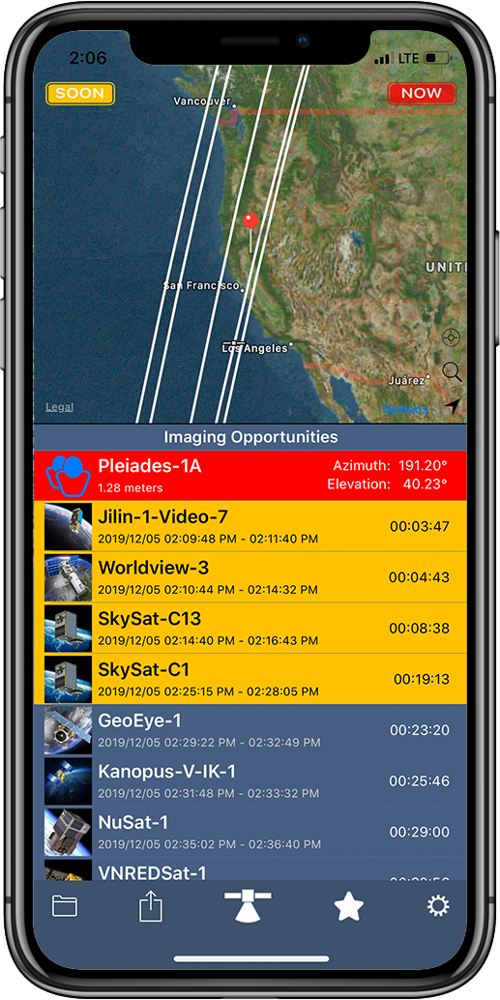 2:06
LTE
SOON
NOW
Vancouver
UNIT
San Francisco
Los Angeles
Juárez
Legal
Options
Imaging Opportunities
Pleiades-1A
Azimuth: 191.20°
1.28 meters
Elevation: 40.23°
Jilin-1-Video-7
2019/12/05 02:09:48 PM - 02:11:40 PM
00:03:47
Worldview-3
2019/12/05 02:10:44 PM - 02:14:32 PM
00:04:43
SkySat-C13
2019/12/05 02:14:40 PM - 02:16:43 PM
00:08:38
SkySat-C1
2019/12/05 02:25:15 PM - 02:28:05 PM
00:19:13
GeoEye-1
2019/12/05 02:29:22 PM - 02:32:49 PM
00:23:20
Kanopus-V-IK-1
2019/12/05 02:31:48 PM - 02:33:32 PM
00:25:46
NuSat-1
2019/12/05 02:35:02 PM - 02:36:40 PM
00:29:00
VNREDSat-1